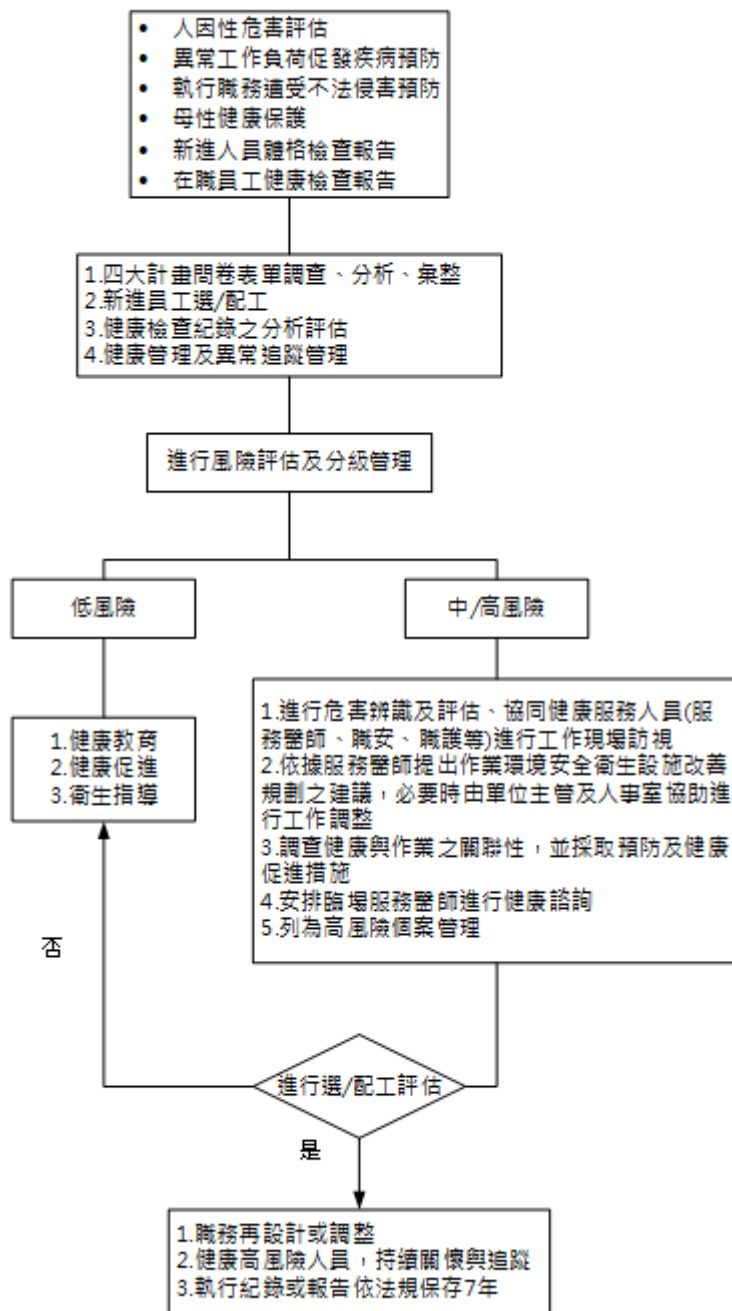 • 人因性危害評估
• 異常工作負荷促發疾病預防
• 執行職務遭受不法侵害預防
• 母性健康保護
• 新進人員體格檢查報告
• 在職員工健康檢查報告
1.四大計畫問卷表單調查、分析、彙整
2.新進員工選/配工
3.健康檢查紀錄之分析評估
4.健康管理及異常追蹤管理
進行風險評估及分級管理
低風險
中/高風險
1.健康教育
2.健康促進
3.衛生指導
1.進行危害辨識及評估、協同健康服務人員(服
務醫師、職安、職護等)進行工作現場訪視
2.依據服務醫師提出作業環境安全衛生設施改善
規劃之建議，必要時由單位主管及人事室協助進
行工作調整
3.調查健康與作業之關聯性，並採取預防及健康
促進措施
4.安排臨場服務醫師進行健康諮詢
5.列為高風險個案管理
否
進行選/配工評估
是
1.職務再設計或調整
2.健康高風險人員，持續關懷與追蹤
3.執行紀錄或報告依法規保存7年